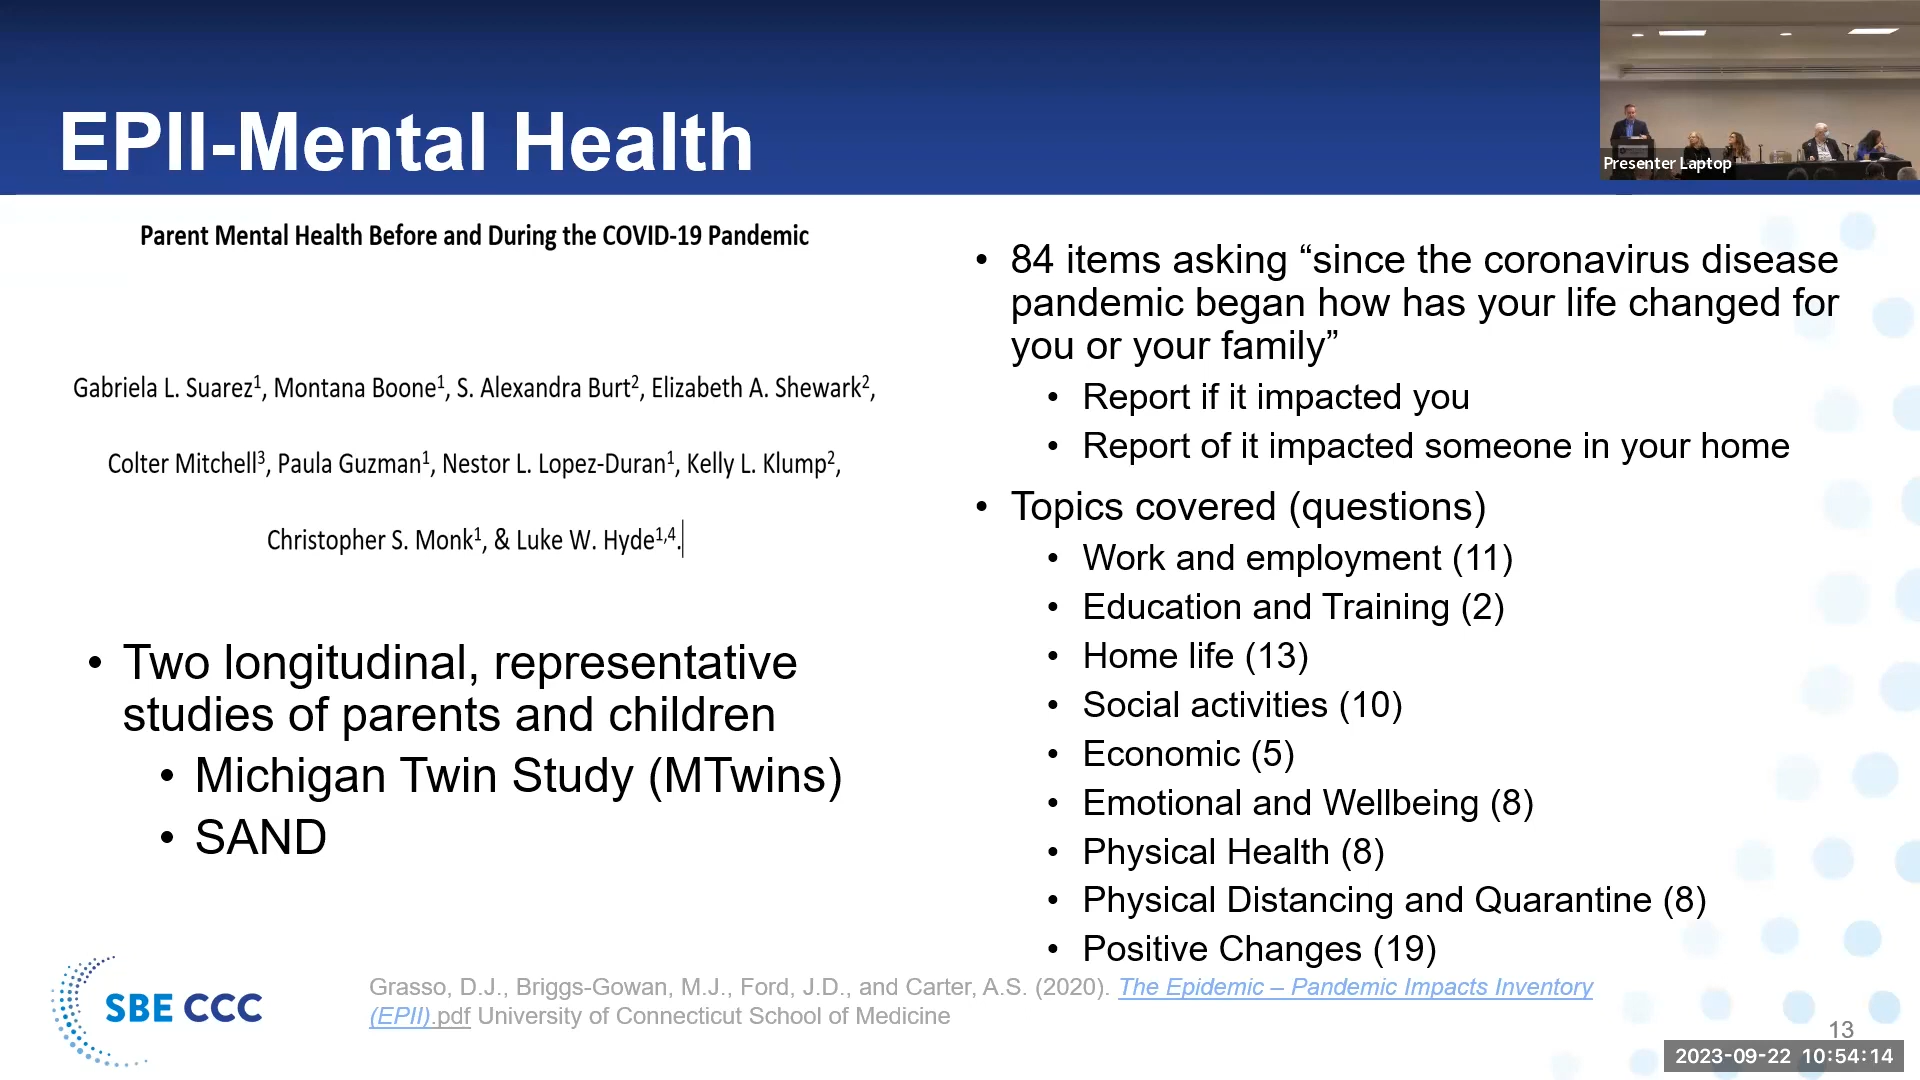 EPII-Mental Health
Presenter Laptop
Parent Mental Health Before and During the COVID-19 Pandemic
Gabriela L. Suarez1, Montana Boone1, S. Alexandra Burt2, Elizabeth A. Shewark2,
Colter Mitchell3, Paula Guzman1, Nestor L. Lopez-Duran1, Kelly L. Klump2,
Christopher S. Monk1, & Luke W. Hyde1,4.
• Two longitudinal, representative
studies of parents and children
• Michigan Twin Study (MTwins)
• SAND
• 84 items asking “since the coronavirus disease
pandemic began how has your life changed for
you or your family”
• Report if it impacted you
• Report of it impacted someone in your home
• Topics covered (questions)
• Work and employment (11)
• Education and Training (2)
• Home life (13)
• Social activities (10)
• Economic (5)
• Emotional and Wellbeing (8)
• Physical Health (8)
• Physical Distancing and Quarantine (8)
• Positive Changes (19)
SBE CCC
Grasso, D.J., Briggs-Gowan, M.J., Ford, J.D., and Carter, A.S. (2020). The Epidemic – Pandemic Impacts Inventory
(EPII).pdf University of Connecticut School of Medicine
13
2023-09-22 10:54:14